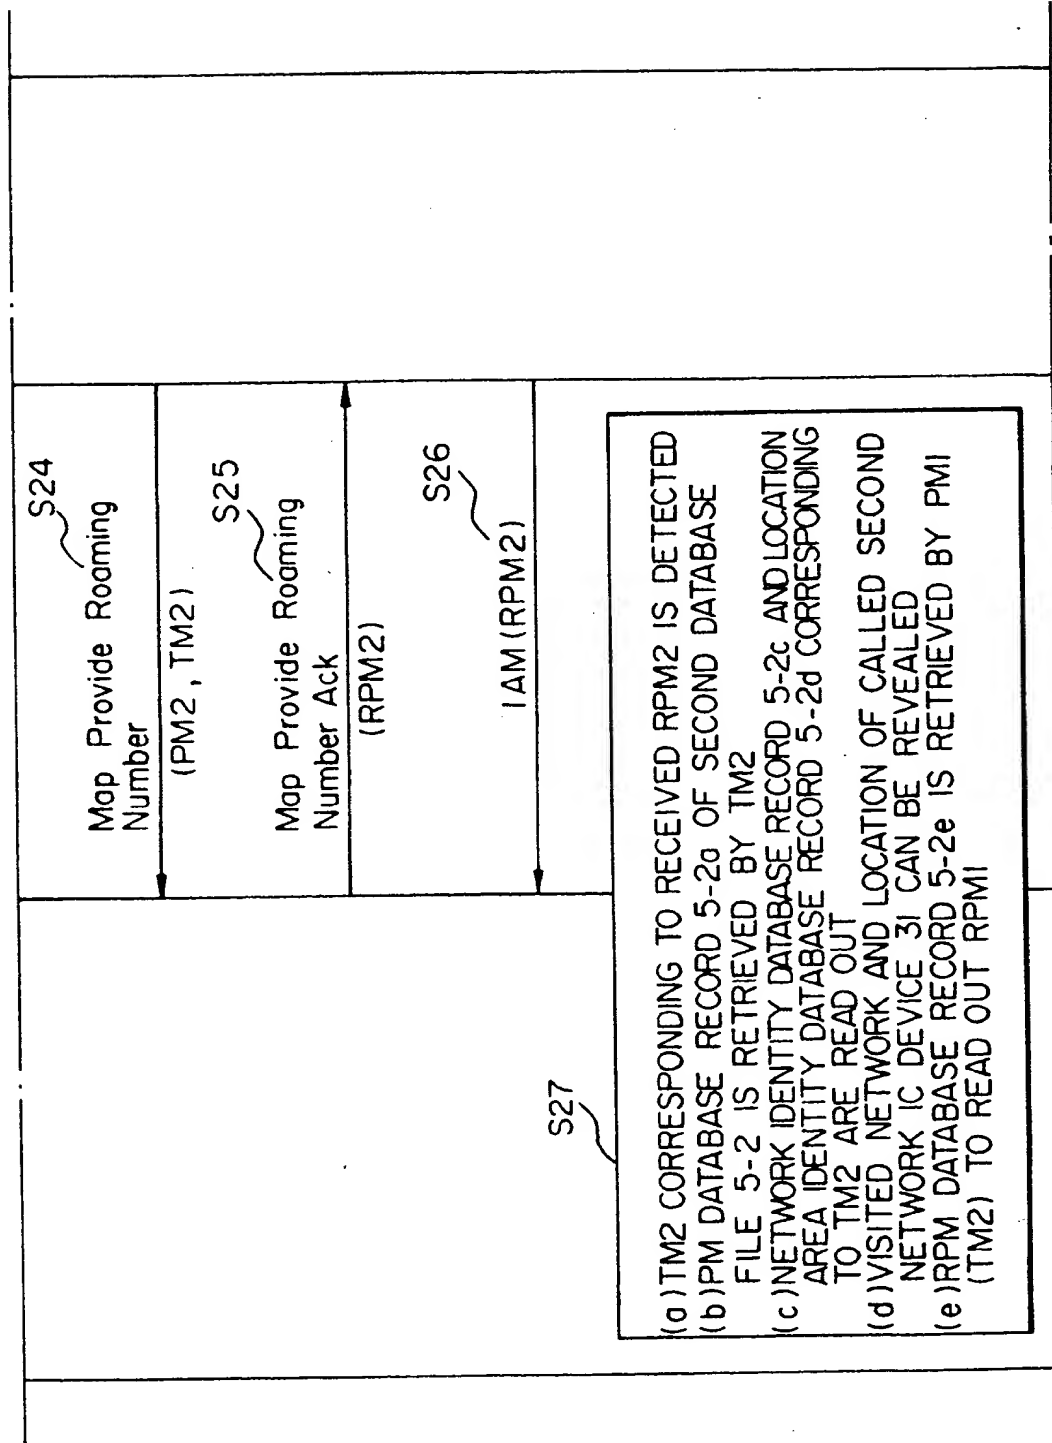 S24
Map Provide Roaming
Number
(PM2, TM2)
S25
Map Provide Roaming
Number Ack
(RPM2)
S26
IAM(RPM2)
S27
(a)TM2 CORRESPONDING TO RECEIVED RPM2 IS DETECTED
(b)PM DATABASE RECORD 5-2a OF SECOND DATABASE
FILE 5-2 IS RETRIEVED BY TM2
(c)NETWORK IDENTITY DATABASE RECORD 5-2c AND LOCATION
AREA IDENTITY DATABASE RECORD 5-2d CORRESPONDING
TO TM2 ARE READ OUT
(d)VISITED NETWORK AND LOCATION OF CALLED SECOND
NETWORK IC DEVICE 31 CAN BE REVEALED
(e)RPM DATABASE RECORD 5-2e IS RETRIEVED BY PM1
(TM2) TO READ OUT RPM1